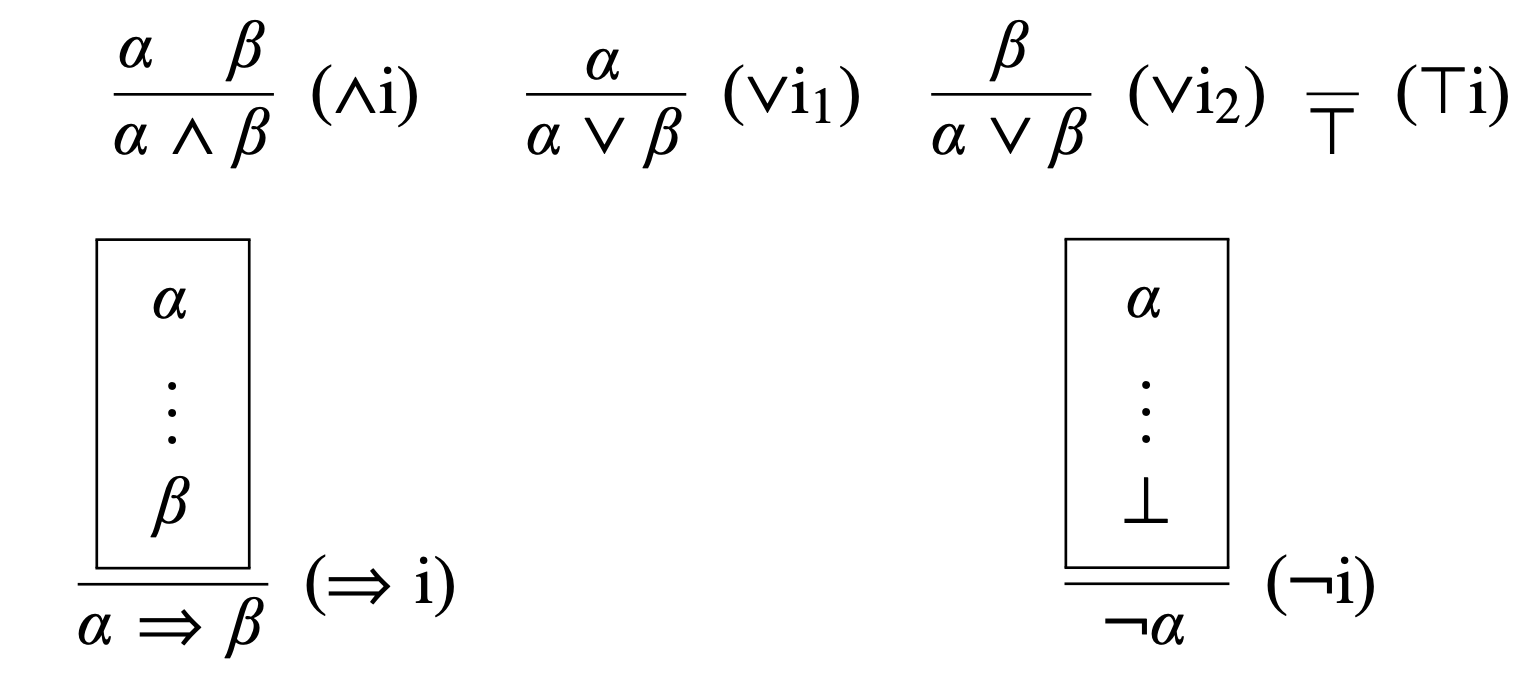 α β α β
(∧i) (∨i₁) (∨i₂) (⊤i)
α ∧ β α ∨ β α ∨ β ⊤
α α
⋮ ⋮
β ⊥
(⇒ i) (¬i)
α ⇒ β ¬α